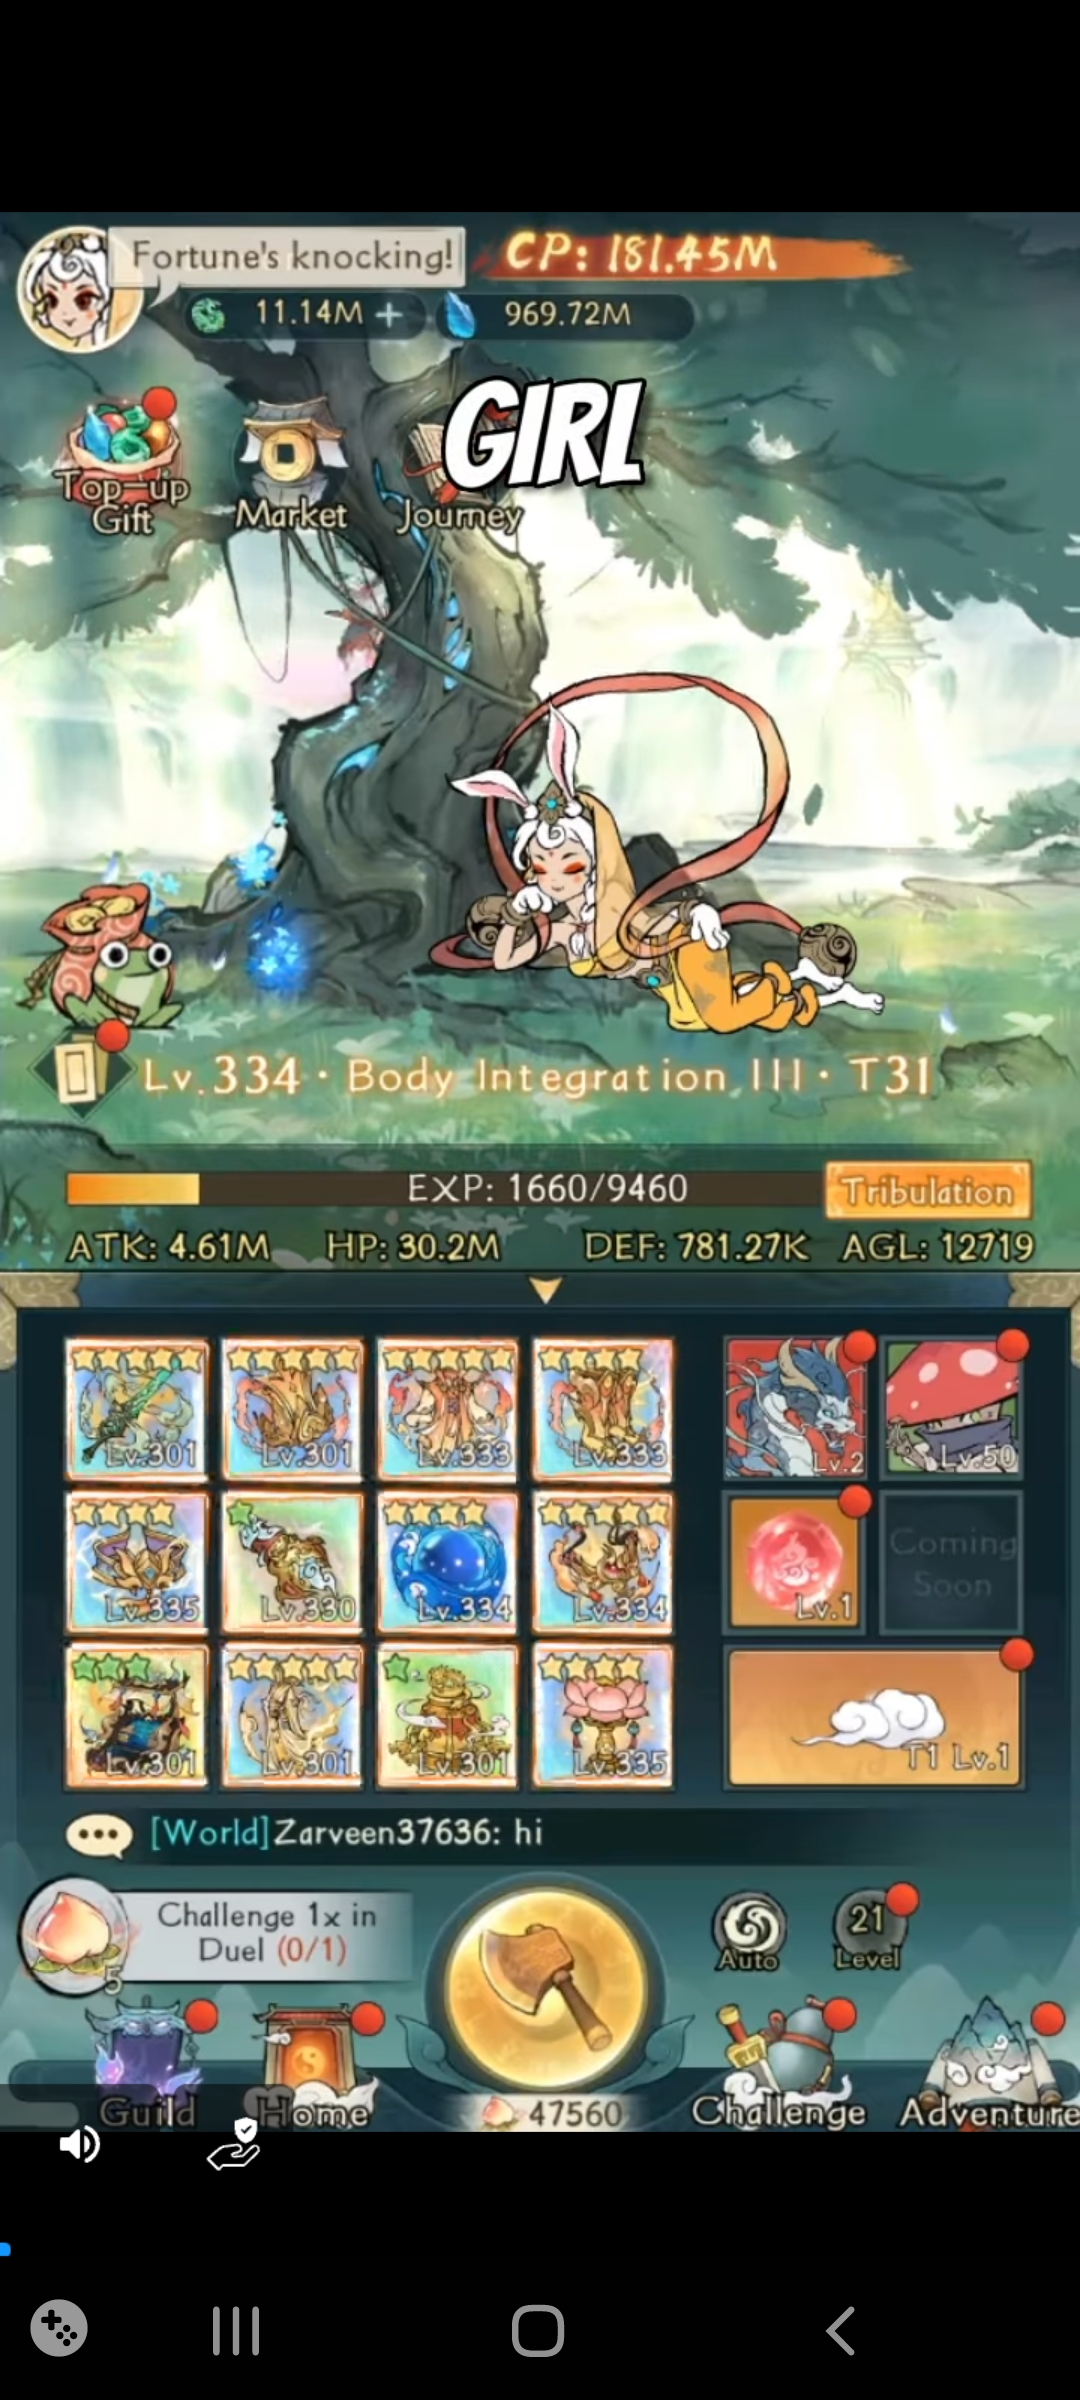 Fortune's knocking!
CP: 181.45M
11.14M +
969.72M
GIRL
Top-up
Gift
Market
Journey
Lv.334 · Body Integration III · T31
EXP: 1660/9460
Tribulation
ATK: 4.61M
HP: 30.2M
DEF: 781.27K
AGL: 12719
Lv.301
Lv.301
Lv.333
Lv.333
Lv.2
Lv.50
Lv.335
Lv.330
Lv.334
Lv.334
Lv.1
Coming
Soon
Lv.301
Lv.301
Lv.301
Lv.335
T1 Lv.1
[World]Zarveen37636: hi
Challenge 1x in
Duel (0/1)
5
Auto
21
Level
Guild
Home
47560
Challenge
Adventure